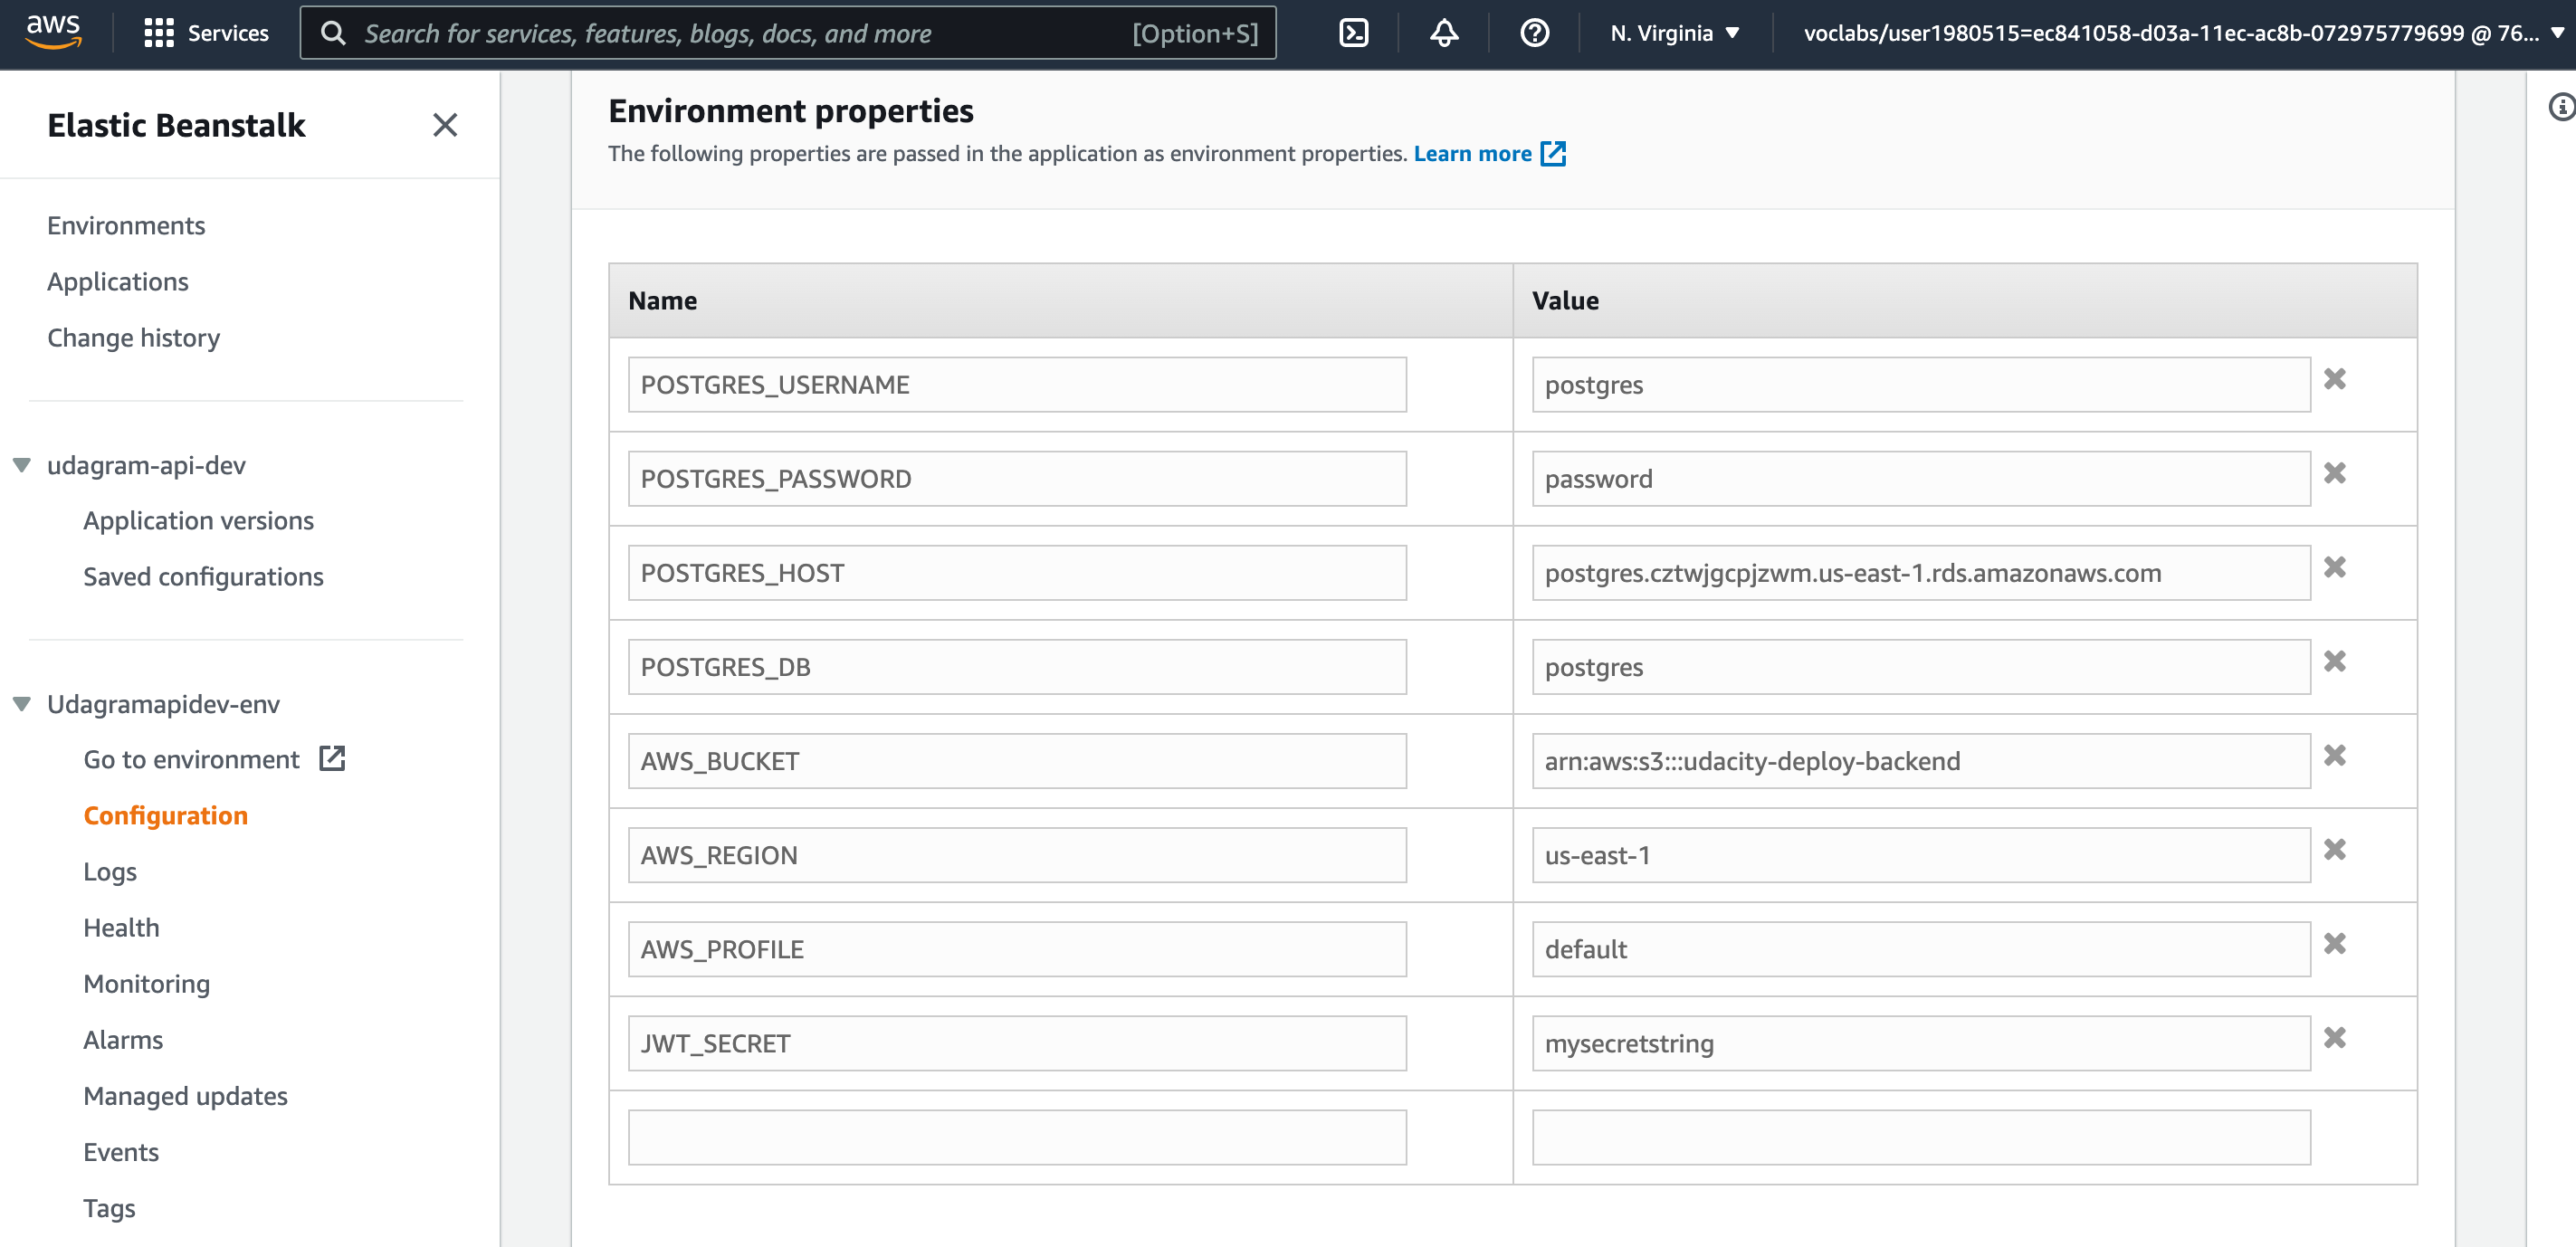 aws
Services
Search for services, features, blogs, docs, and more
[Option+S]
N. Virginia
voclabs/user1980515=ec841058-d03a-11ec-ac8b-072975779699 @ 76...
Elastic Beanstalk
Environments
Applications
Change history
udagram-api-dev
Application versions
Saved configurations
Udagramapidev-env
Go to environment
Configuration
Logs
Health
Monitoring
Alarms
Managed updates
Events
Tags
Environment properties
The following properties are passed in the application as environment properties. Learn more
Name Value
POSTGRES_USERNAME postgres
POSTGRES_PASSWORD password
POSTGRES_HOST postgres.cztwjgcpjzwm.us-east-1.rds.amazonaws.com
POSTGRES_DB postgres
AWS_BUCKET arn:aws:s3:::udacity-deploy-backend
AWS_REGION us-east-1
AWS_PROFILE default
JWT_SECRET mysecretstring